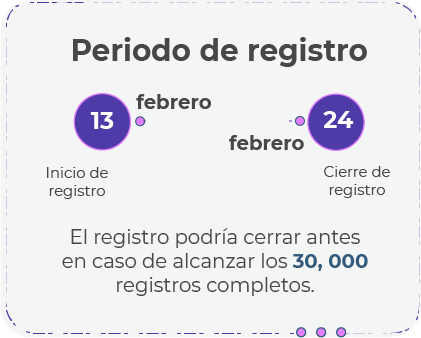 Periodo de registro
13 febrero
febrero 24
Inicio de
registro
Cierre de
registro
El registro podría cerrar antes
en caso de alcanzar los 30, 000
registros completos.